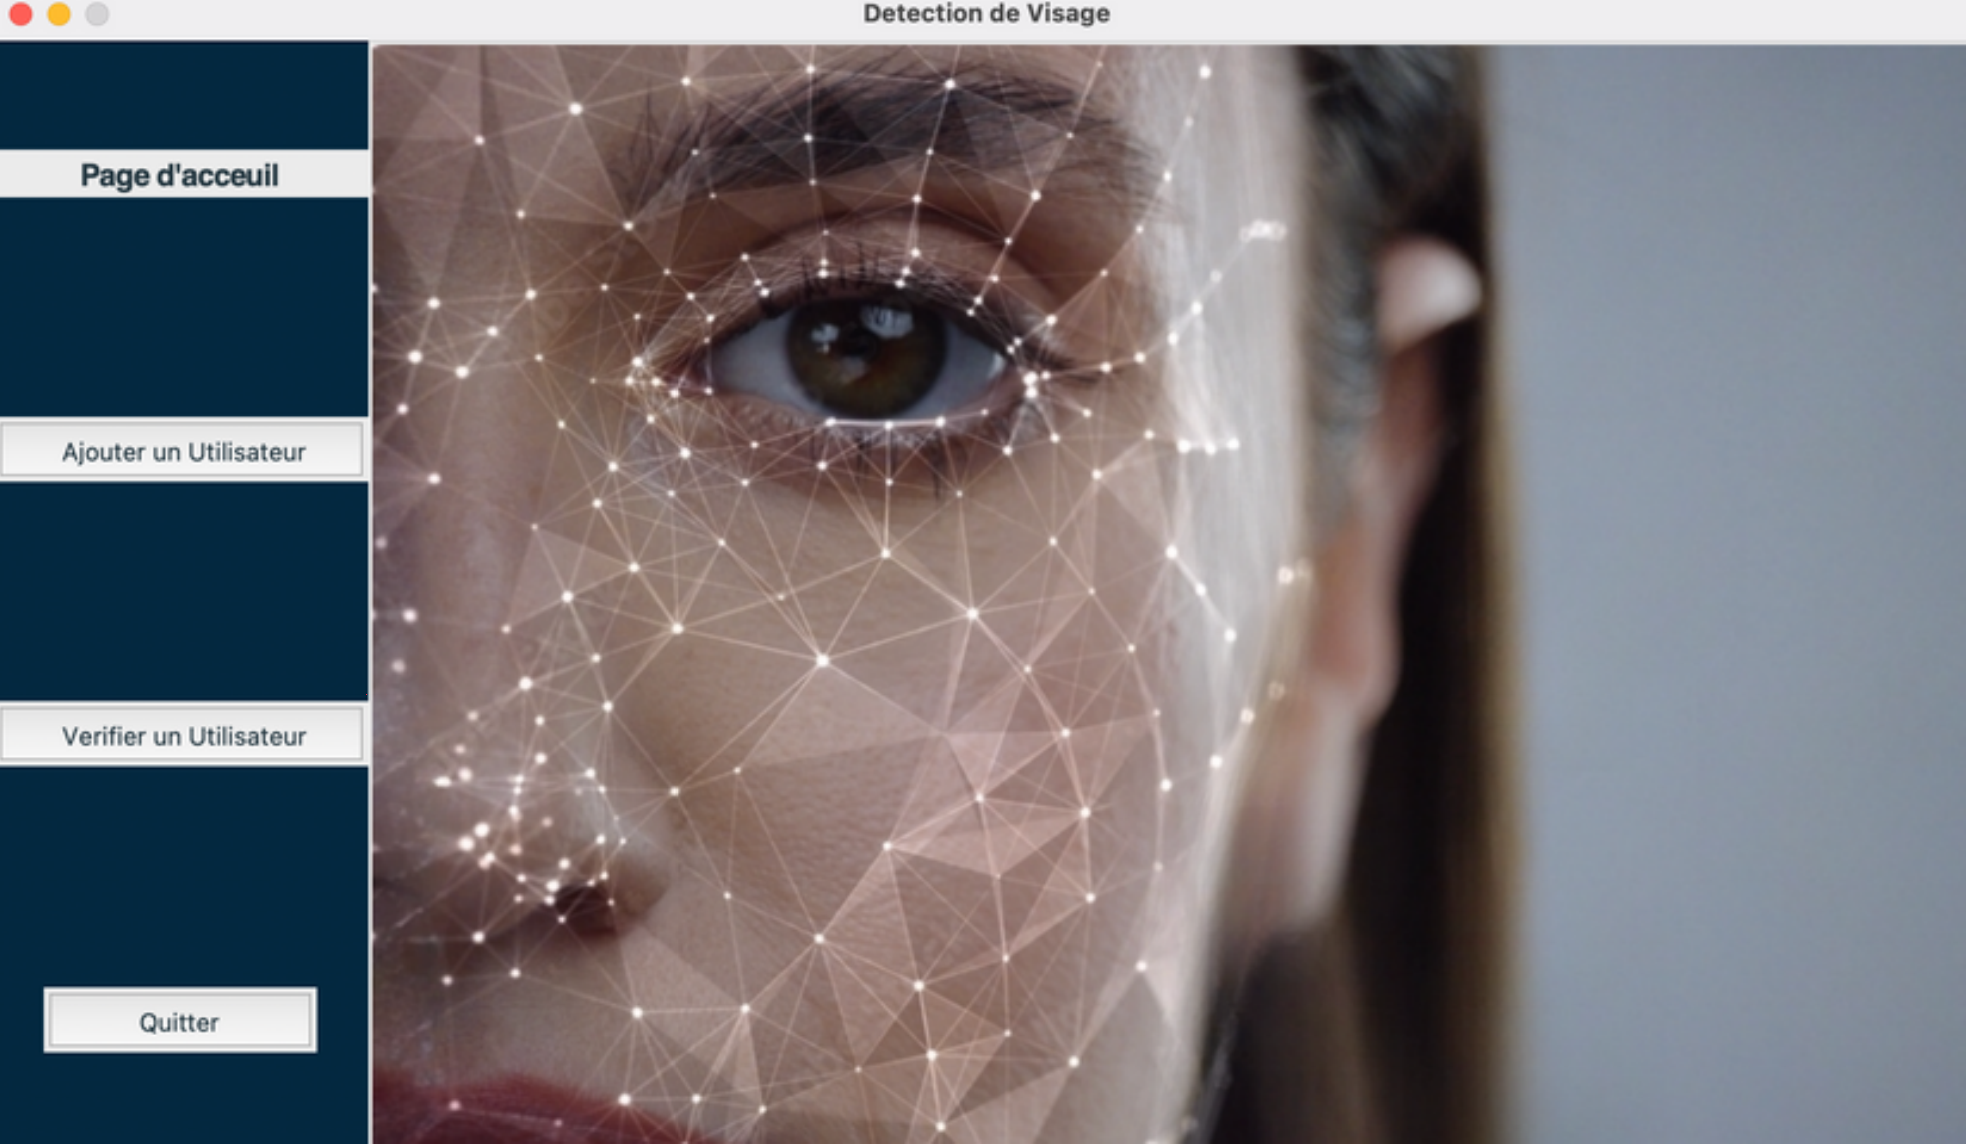 Detection de Visage
Page d'acceuil
Ajouter un Utilisateur
Verifier un Utilisateur
Quitter